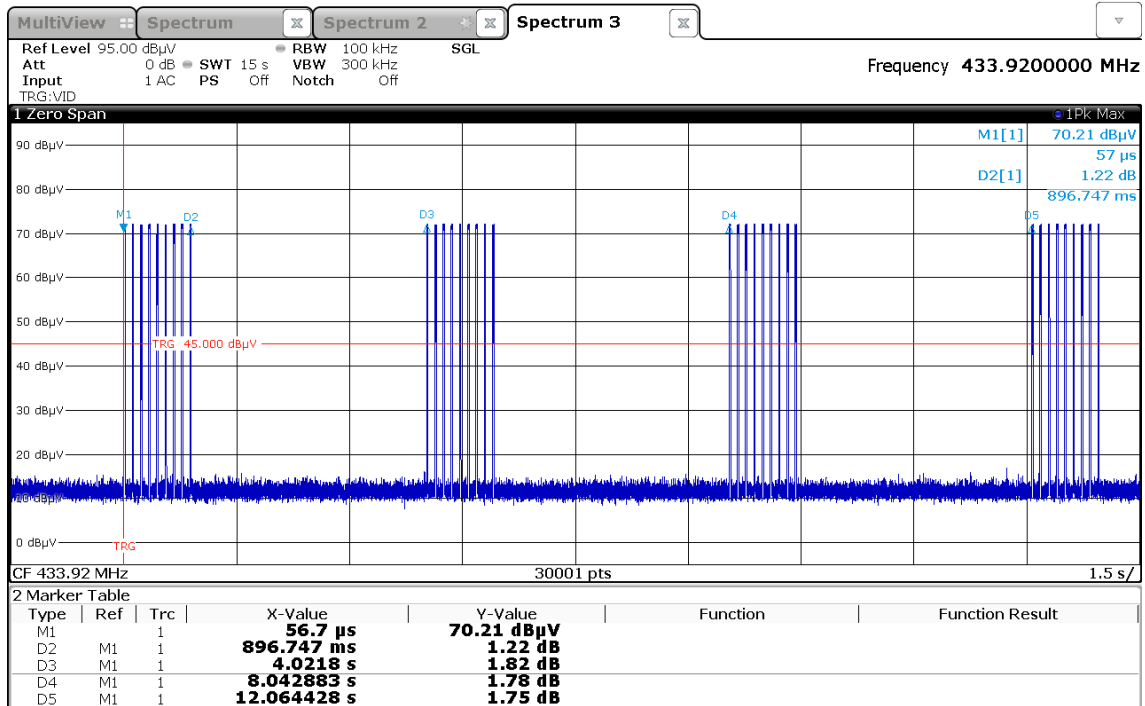 MultiView Spectrum Spectrum 2 Spectrum 3
Ref Level 95.00 dBµV RBW 100 kHz SGL
Att 0 dB SWT 15 s VBW 300 kHz
Input 1 AC PS Off Notch Off
Frequency 433.9200000 MHz
TRG:VID
1 Zero Span 1Pk Max
M1[1] 70.21 dBµV
57 µs
D2[1] 1.22 dB
896.747 ms
90 dBµV
80 dBµV
M1 D2 D3 D4 D5
70 dBµV
60 dBµV
50 dBµV
TRG 45.000 dBµV
40 dBµV
30 dBµV
20 dBµV
10 dBµV
0 dBµV
TRG
CF 433.92 MHz 30001 pts 1.5 s/
2 Marker Table
Type Ref Trc X-Value Y-Value Function Function Result
M1 1 56.7 µs 70.21 dBµV
D2 M1 1 896.747 ms 1.22 dB
D3 M1 1 4.0218 s 1.82 dB
D4 M1 1 8.042883 s 1.78 dB
D5 M1 1 12.064428 s 1.75 dB